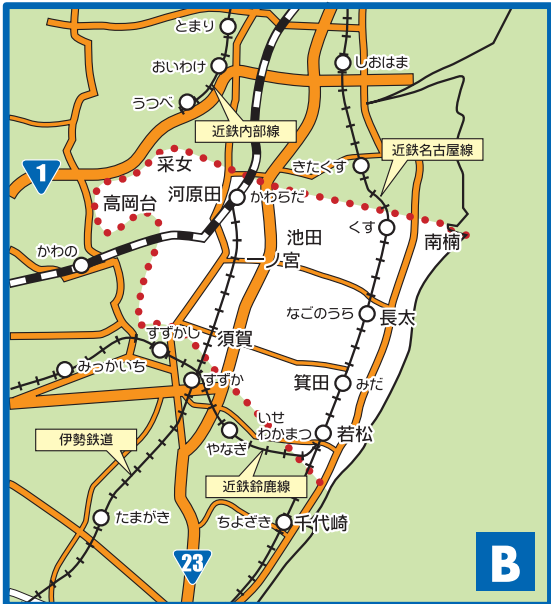 とまり
おいわけ
しおはま
うつべ
近鉄内部線
近鉄名古屋線
采女
きたくす
1
高岡台
河原田
かわらだ
くす
南楠
池田
かわの
一ノ宮
なごのうら
長太
すずかし
須賀
みっかいち
すずか
箕田
みだ
いせ
わかまつ
若松
伊勢鉄道
やなぎ
近鉄鈴鹿線
たまがき
ちよざき
千代崎
23
B